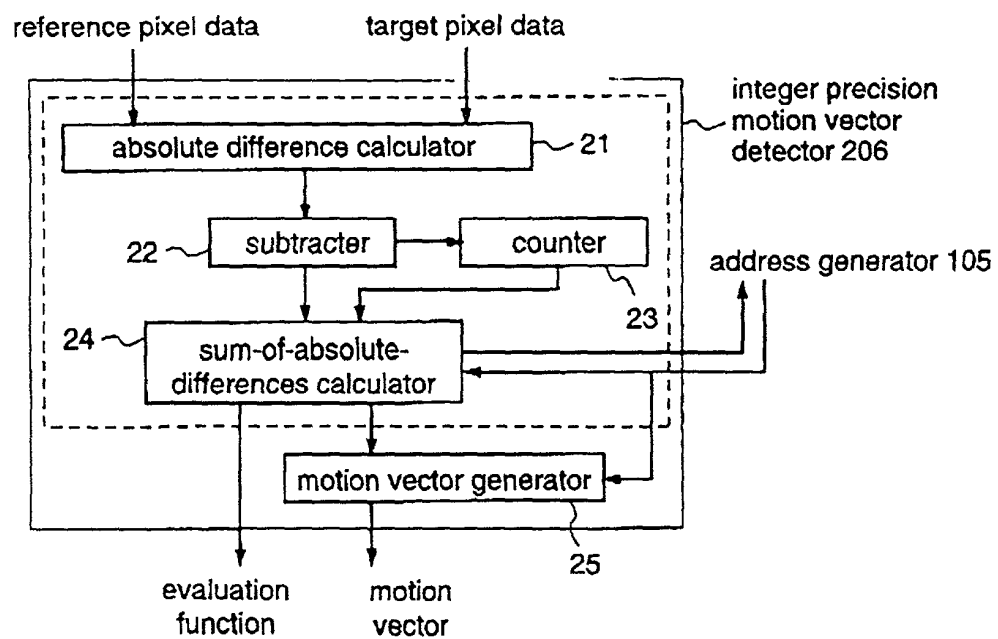 reference pixel data
target pixel data
integer precision
motion vector
detector 206
absolute difference calculator
21
22
subtracter
counter
23
address generator 105
24
sum-of-absolute-
differences calculator
motion vector generator
25
evaluation
function
motion
vector